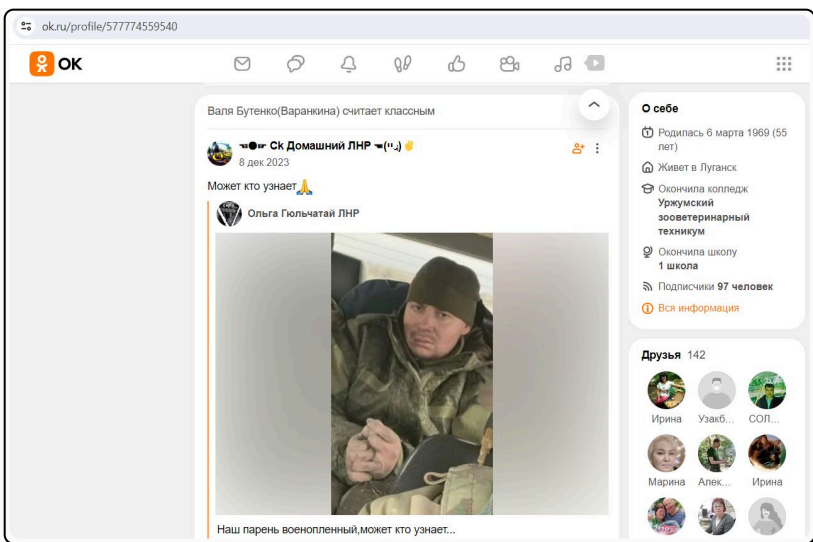 ok.ru/profile/577774559540
ОК
Валя Бутенко(Варанкина) считает классным
☜●☞ Ck Домашний ЛНР ☚(יי,) ✌
8 дек 2023
Может кто узнает🙏
Ольга Гюльчатай ЛНР
Наш парень военопленный,может кто узнает...
О себе
Родилась 6 марта 1969 (55
лет)
Живет в Луганск
Окончила колледж
Уржумский
зооветеринарный
техникум
Окончила школу
1 школа
Подписчики 97 человек
Вся информация
Друзья 142
Ирина Узакб... СОЛ...
Марина Алек... Ирина